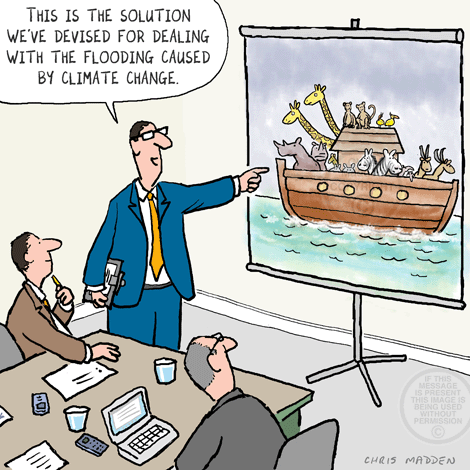 THIS IS THE SOLUTION
WE'VE DEVISED FOR DEALING
WITH THE FLOODING CAUSED
BY CLIMATE CHANGE.
IF THIS
MESSAGE
IS PRESENT
THIS IMAGE IS
BEING USED
WITHOUT
PERMISSION
©
CHRIS MADDEN